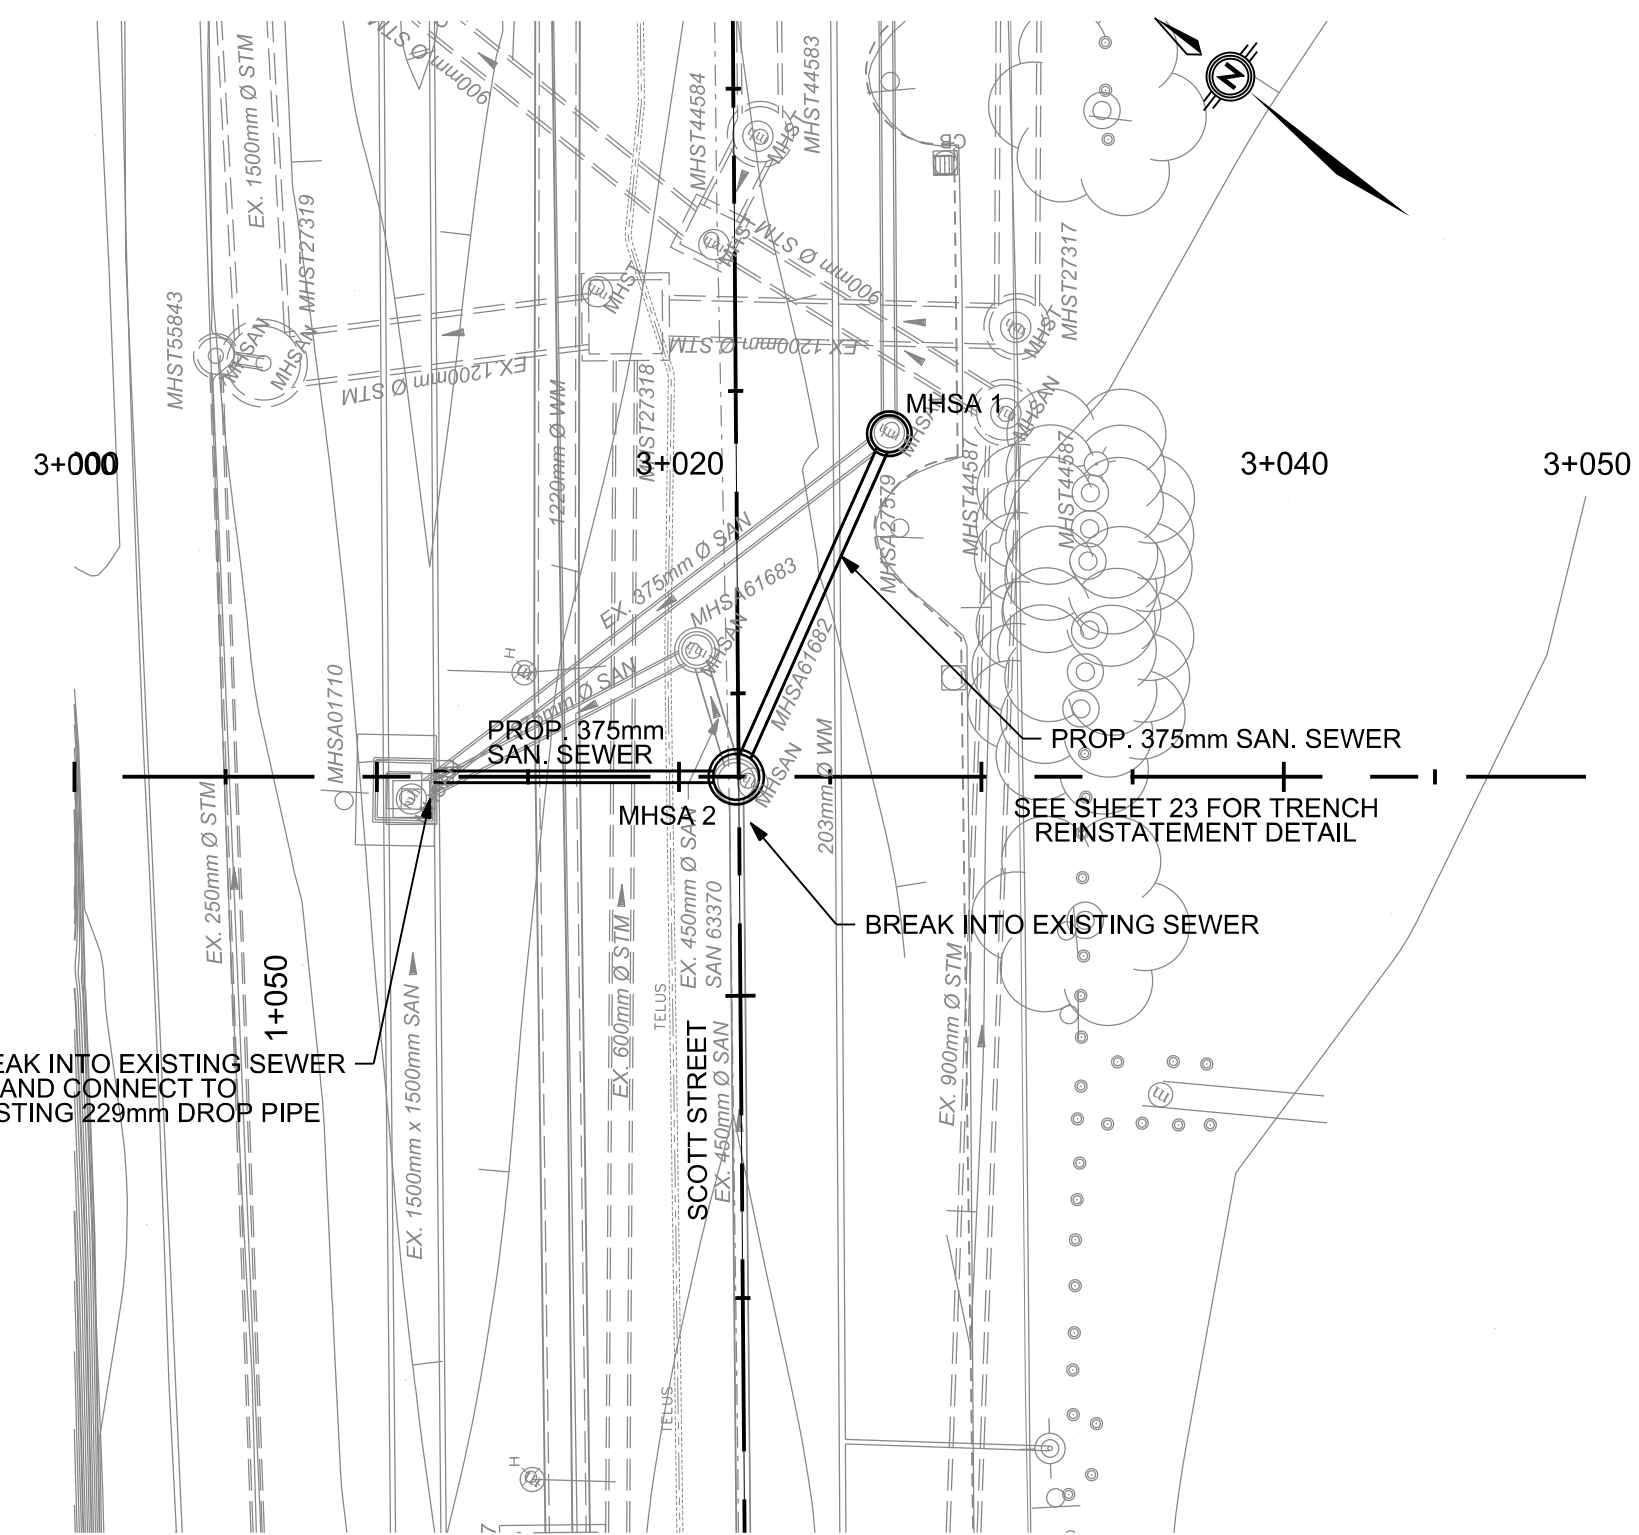 900mm Ø STM
EX. 1500mm Ø STM
MHST44583
MHST44584
MHST
CB
N
MHST27319
MHST27317
MHST
900mm Ø STM
MHST
MHST
MHST55843
MHSAN
MHSAN
EX.1200mm Ø STM
EX.1200mm Ø STM
MHST27318
1220mm Ø WM
MHSA 1
MHSAN
MHSAN
3+000
3+020
3+040
3+050
MHSA27579
MHST44587
MHST44587
EX. 375mm Ø SAN
MHSA61683
MHSAN
MHSA61682
H
MHSA01710
PROP. 375mm
SAN. SEWER
PROP. 375mm SAN. SEWER
MHSAN
203mm Ø WM
MHSA 2
SEE SHEET 23 FOR TRENCH
REINSTATEMENT DETAIL
EX. 250mm Ø STM
EX. 450mm Ø SAN
SAN 63370
BREAK INTO EXISTING SEWER
EX. 600mm Ø STM
EX. 900mm Ø STM
1+050
TELUS
EX. 1500mm x 1500mm SAN
SCOTT STREET
EX. 450mm Ø SAN
INTO EXISTING SEWER
AND CONNECT TO
229mm DROP PIPE
TELUS
H